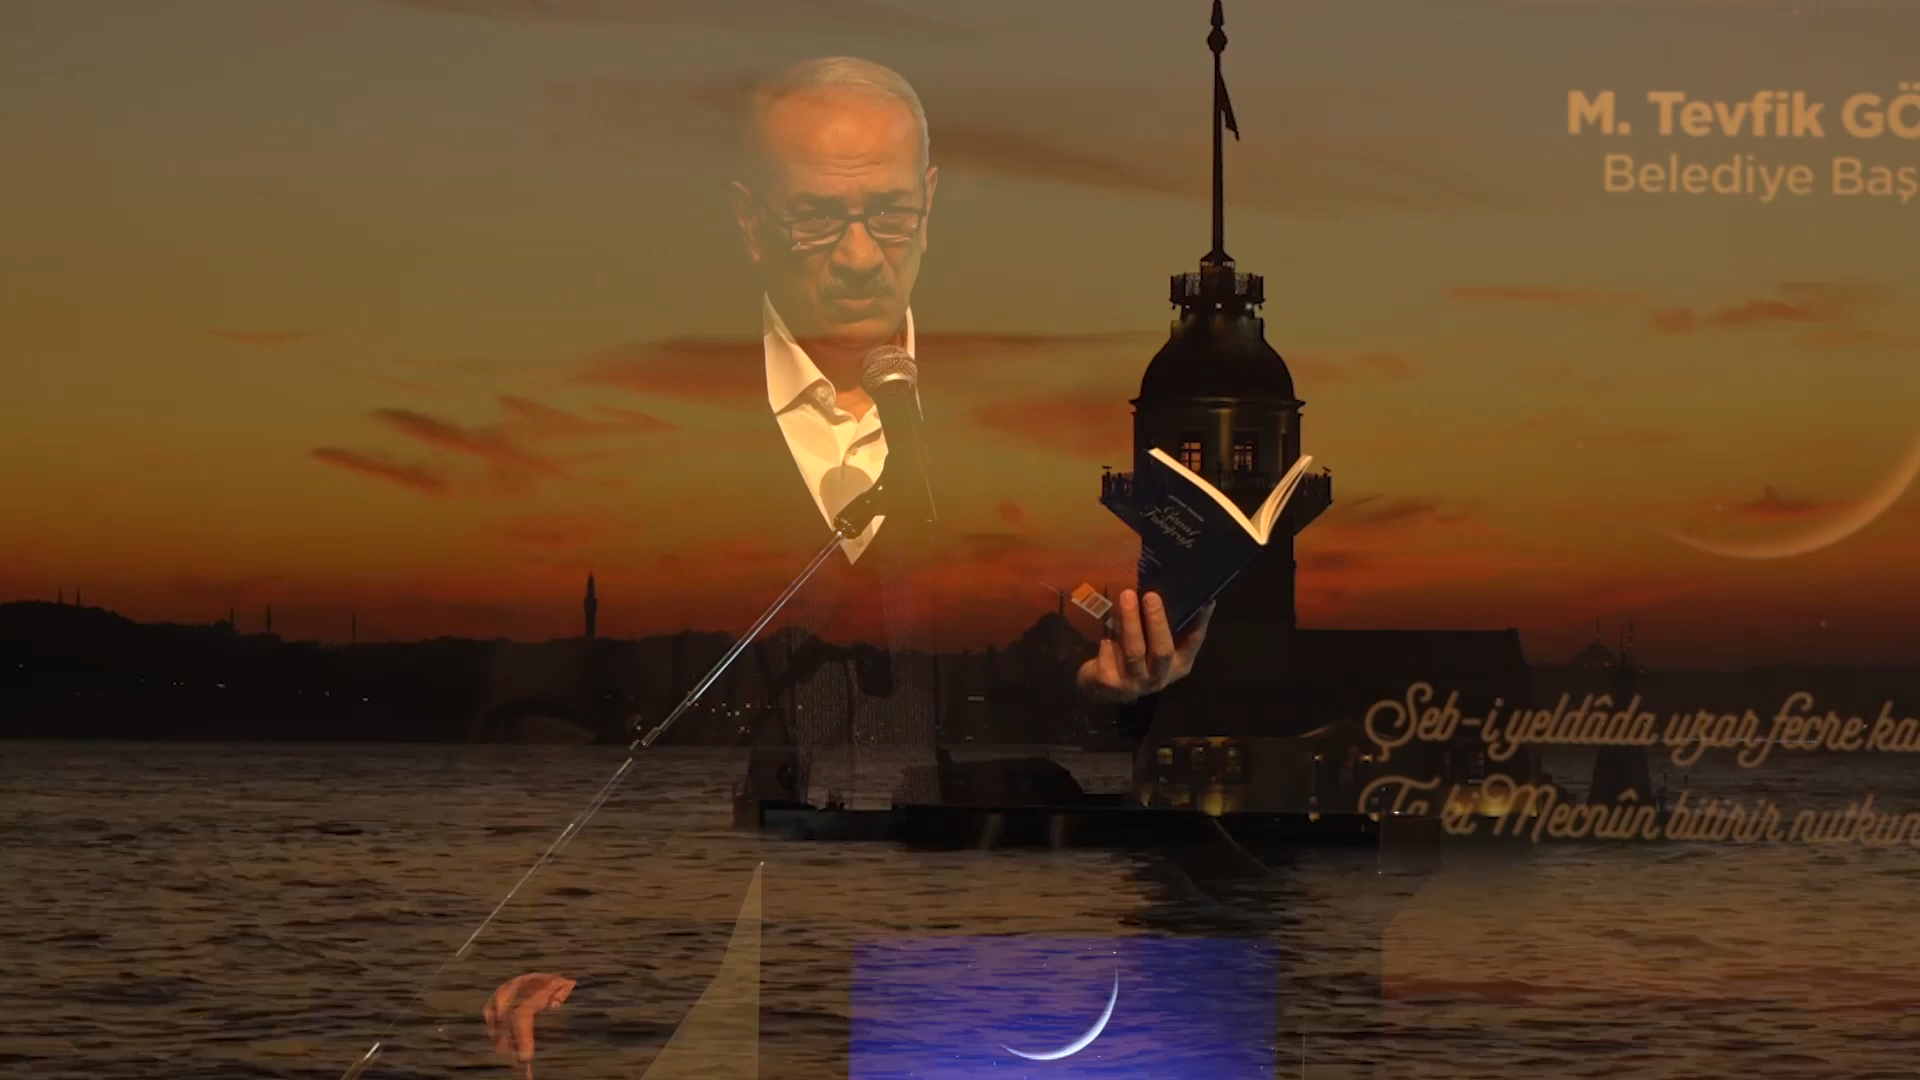 M. Tevfik GÖ
Belediye Baş
Şeb-i yeldâda uzar fecre ka
Ta ki Mecnûn bitirir nutkun